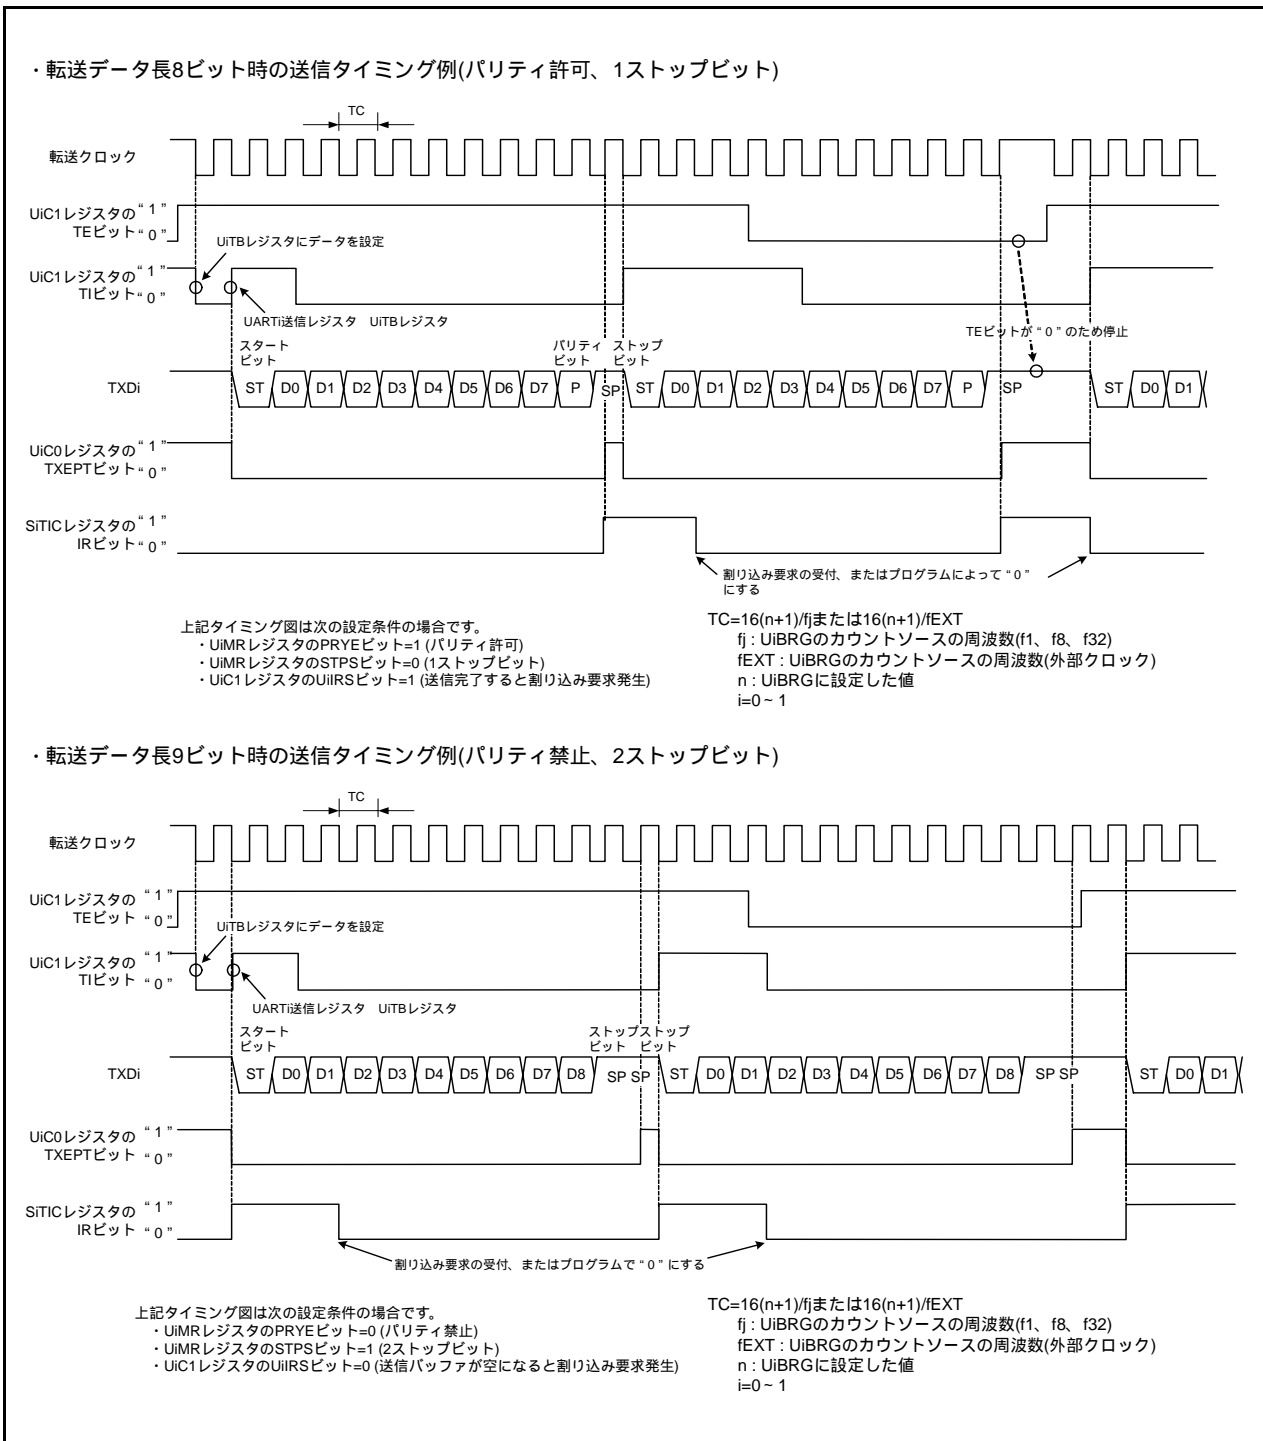 ・転送データ長8ビット時の送信タイミング例(パリティ許可、1ストップビット)
TC
転送クロック
UiC1レジスタの “ 1 ”
TEビット “ 0 ”
UiTBレジスタにデータを設定
UiC1レジスタの “ 1 ”
TIビット “ 0 ”
UARTi送信レジスタ UiTBレジスタ
TEビットが “ 0 ” のため停止
スタート
ビット
パリティ
ビット
ストップ
ビット
TXDi ST D0 D1 D2 D3 D4 D5 D6 D7 P SP ST D0 D1 D2 D3 D4 D5 D6 D7 P SP ST D0 D1
UiC0レジスタの “ 1 ”
TXEPTビット “ 0 ”
SiTICレジスタの “ 1 ”
IRビット “ 0 ”
割り込み要求の受付、またはプログラムによって “ 0 ”
にする
上記タイミング図は次の設定条件の場合です。
・UiMRレジスタのPRYEビット=1 (パリティ許可)
・UiMRレジスタのSTPSビット=0 (1ストップビット)
・UiC1レジスタのUiIRSビット=1 (送信完了すると割り込み要求発生)
TC=16(n+1)/fjまたは16(n+1)/fEXT
fj : UiBRGのカウントソースの周波数(f1、f8、f32)
fEXT : UiBRGのカウントソースの周波数(外部クロック)
n : UiBRGに設定した値
i=0 ~ 1
・転送データ長9ビット時の送信タイミング例(パリティ禁止、2ストップビット)
TC
転送クロック
UiC1レジスタの “ 1 ”
TEビット “ 0 ”
UiTBレジスタにデータを設定
UiC1レジスタの “ 1 ”
TIビット “ 0 ”
UARTi送信レジスタ UiTBレジスタ
スタート
ビット
ストップ
ビット
ストップ
ビット
TXDi ST D0 D1 D2 D3 D4 D5 D6 D7 D8 SP SP ST D0 D1 D2 D3 D4 D5 D6 D7 D8 SP SP ST D0 D1
UiC0レジスタの “ 1 ”
TXEPTビット “ 0 ”
SiTICレジスタの “ 1 ”
IRビット “ 0 ”
割り込み要求の受付、またはプログラムで “ 0 ” にする
上記タイミング図は次の設定条件の場合です。
・UiMRレジスタのPRYEビット=0 (パリティ禁止)
・UiMRレジスタのSTPSビット=1 (2ストップビット)
・UiC1レジスタのUiIRSビット=0 (送信バッファが空になると割り込み要求発生)
TC=16(n+1)/fjまたは16(n+1)/fEXT
fj : UiBRGのカウントソースの周波数(f1、f8、f32)
fEXT : UiBRGのカウントソースの周波数(外部クロック)
n : UiBRGに設定した値
i=0 ~ 1